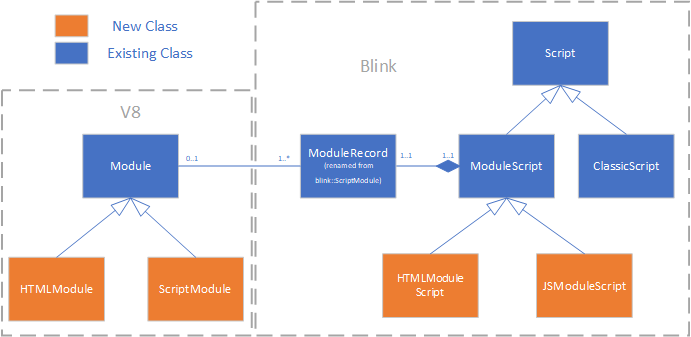 New Class
Existing Class
Blink
Script
V8
Module
0..1
1..*
ModuleRecord
(renamed from
blink::ScriptModule)
1..1
1..1
ModuleScript
ClassicScript
HTMLModule
ScriptModule
HTMLModule
Script
JSModuleScript